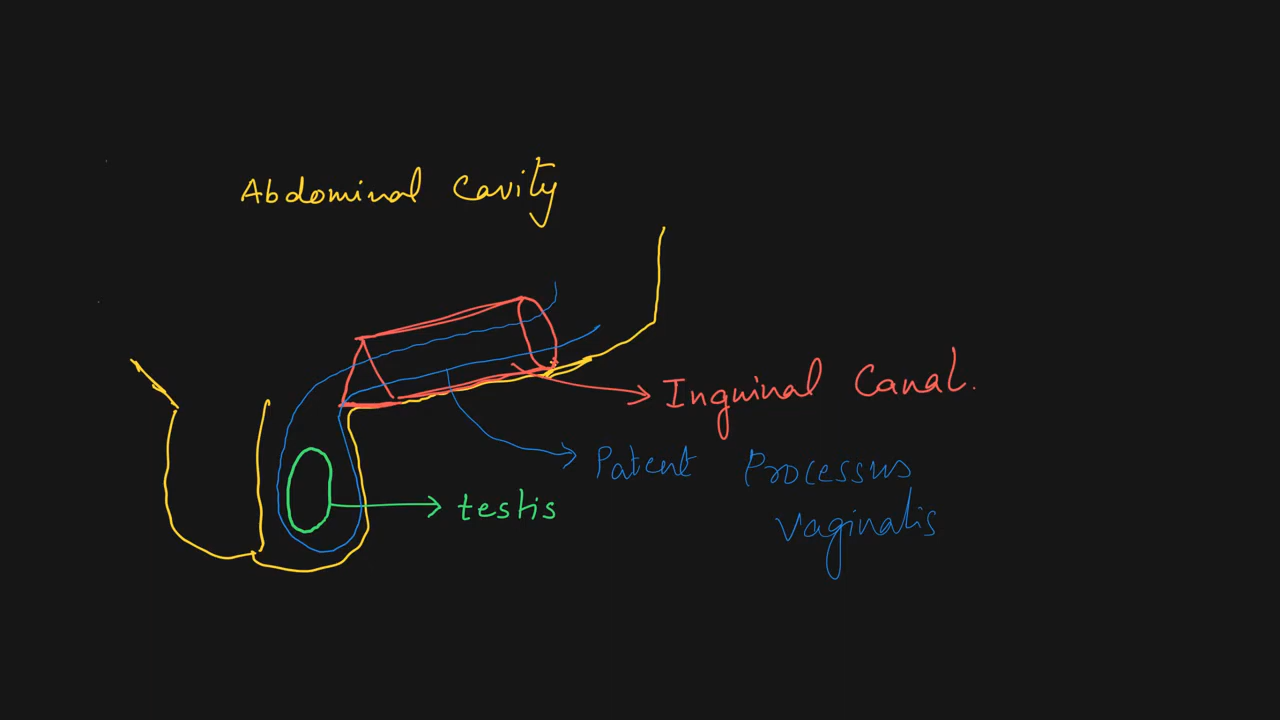 Abdominal Cavity
Inguinal Canal.
Patent Processus
vaginalis
testis